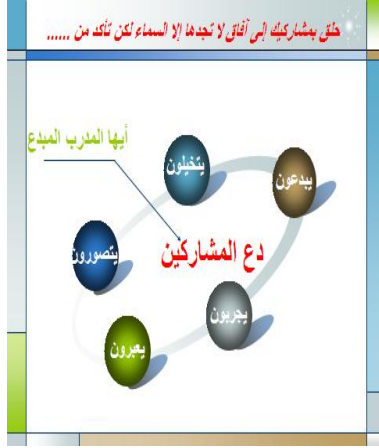 حلق بمشاركيك إلى آفاق لا تجدها إلا السماء لكن تأكد من ......
أيها المدرب المبدع
يتخيلون
يبدعون
دع المشاركين
يتصورون
يجربون
يعبرون